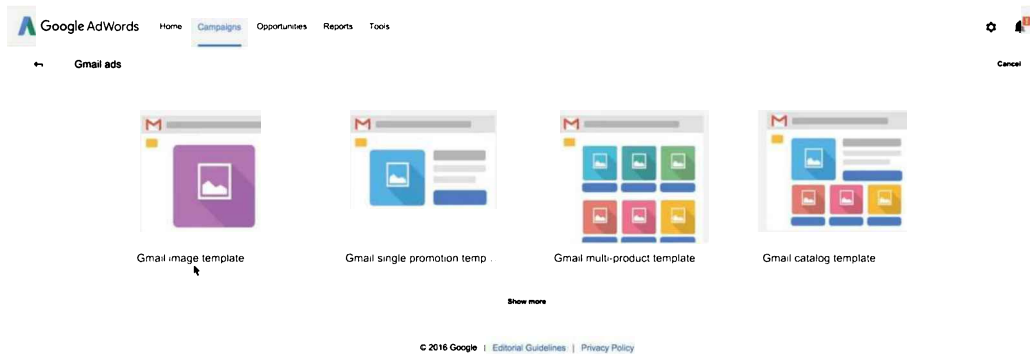 Google AdWords Home Campaigns Opportunities Reports Tools
Gmail ads Cancel
Gmail image template Gmail single promotion temp.. Gmail multi-product template Gmail catalog template
Show more
© 2016 Google | Editorial Guidelines | Privacy Policy